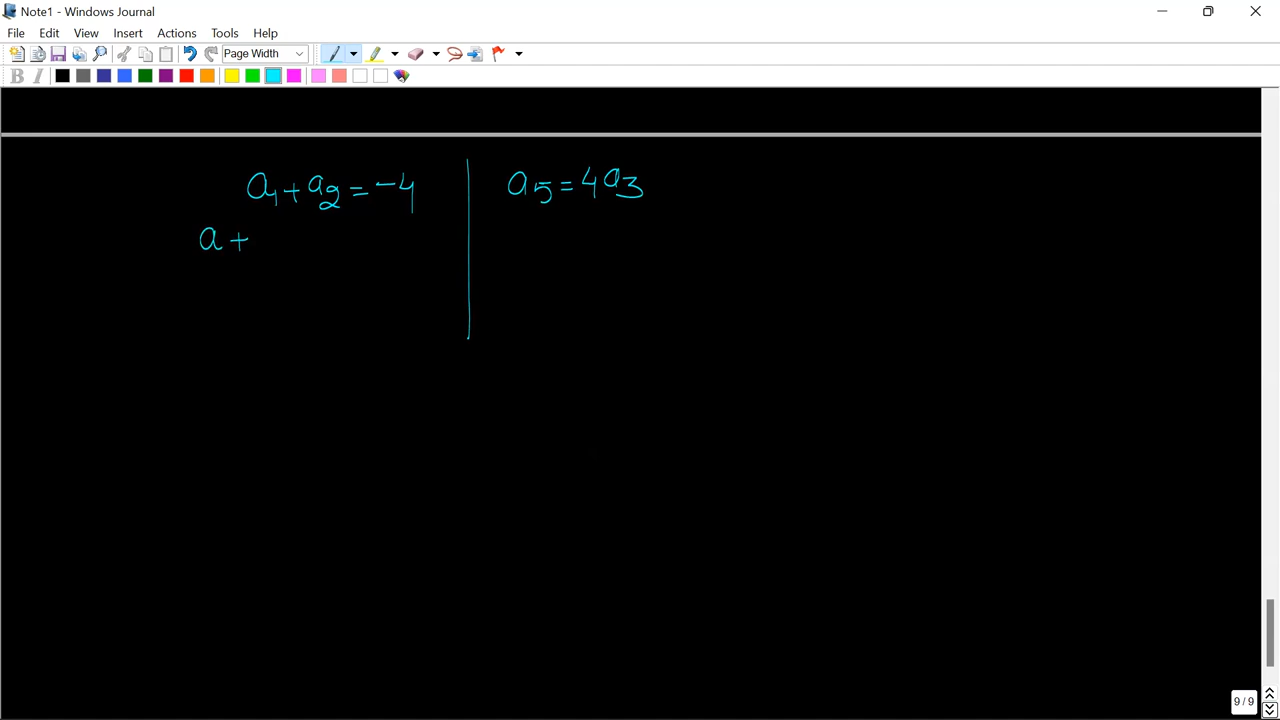 Note1 - Windows Journal
File Edit View Insert Actions Tools Help
Page Width
B I
a₁+a₂=-4 a₅=4a₃
a+
9/9